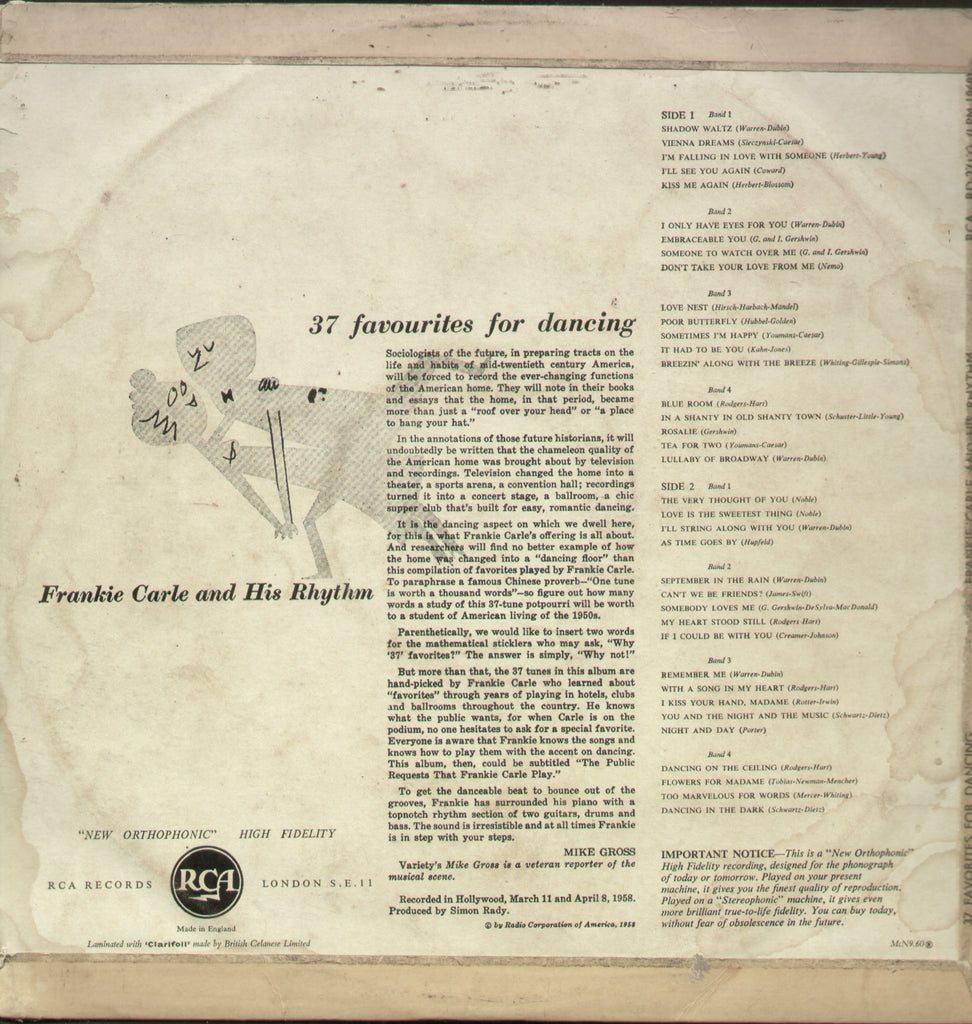 37 favourites for dancing
Frankie Carle and His Rhythm
Sociologists of the future, in preparing tracts on the
life and habits of mid-twentieth century America,
will be forced to record the ever-changing functions
of the American home. They will note in their books
and essays that the home, in that period, became
more than just a "roof over your head" or "a place
to hang your hat."
In the annotations of those future historians, it will
undoubtedly be written that the chameleon quality of
the American home was brought about by television
and recordings. Television changed the home into a
theater, a sports arena, a convention hall; recordings
turned it into a concert stage, a ballroom, a chic
supper club that's built for easy, romantic dancing.
It is the dancing aspect on which we dwell here,
for this is what Frankie Carle's offering is all about.
And researchers will find no better example of how
the home was changed into a "dancing floor" than
this compilation of favorites played by Frankie Carle.
To paraphrase a famous Chinese proverb—"One tune
is worth a thousand words"—so figure out how many
words a study of this 37-tune potpourri will be worth
to a student of American living of the 1950s.
Parenthetically, we would like to insert two words
for the mathematical sticklers who may ask, "Why
'37' favorites?" The answer is simply, "Why not!"
But more than that, the 37 tunes in this album are
hand-picked by Frankie Carle who learned about
"favorites" through years of playing in hotels, clubs
and ballrooms throughout the country. He knows
what the public wants, for when Carle is on the
podium, no one hesitates to ask for a special favorite.
Everyone is aware that Frankie knows the songs and
knows how to play them with the accent on dancing.
This album, then, could be subtitled "The Public
Requests That Frankie Carle Play."
To get the danceable beat to bounce out of the
grooves, Frankie has surrounded his piano with a
topnotch rhythm section of two guitars, drums and
bass. The sound is irresistible and at all times Frankie
is in step with your steps.
MIKE GROSS
Variety's Mike Gross is a veteran reporter of the
musical scene.
Recorded in Hollywood, March 11 and April 8, 1958.
Produced by Simon Rady.
© by Radio Corporation of America, 1958
"NEW ORTHOPHONIC" HIGH FIDELITY
RCA RECORDS
RCA
LONDON S.E.11
Made in England
Laminated with 'Clarifoil' made by British Celanese Limited
SIDE 1 Band 1
SHADOW WALTZ (Warren-Dubin)
VIENNA DREAMS (Sieczynski-Caesar)
I'M FALLING IN LOVE WITH SOMEONE (Herbert-Young)
I'LL SEE YOU AGAIN (Coward)
KISS ME AGAIN (Herbert-Blossom)
Band 2
I ONLY HAVE EYES FOR YOU (Warren-Dubin)
EMBRACEABLE YOU (G. and I. Gershwin)
SOMEONE TO WATCH OVER ME (G. and I. Gershwin)
DON'T TAKE YOUR LOVE FROM ME (Nemo)
Band 3
LOVE NEST (Hirsch-Harbach-Mandel)
POOR BUTTERFLY (Hubbel-Golden)
SOMETIMES I'M HAPPY (Youmans-Caesar)
IT HAD TO BE YOU (Kahn-Jones)
BREEZIN' ALONG WITH THE BREEZE (Whiting-Gillespie-Simons)
Band 4
BLUE ROOM (Rodgers-Hart)
IN A SHANTY IN OLD SHANTY TOWN (Schuster-Little-Young)
ROSALIE (Gershwin)
TEA FOR TWO (Youmans-Caesar)
LULLABY OF BROADWAY (Warren-Dubin)
SIDE 2 Band 1
THE VERY THOUGHT OF YOU (Noble)
LOVE IS THE SWEETEST THING (Noble)
I'LL STRING ALONG WITH YOU (Warren-Dubin)
AS TIME GOES BY (Hupfeld)
Band 2
SEPTEMBER IN THE RAIN (Warren-Dubin)
CAN'T WE BE FRIENDS? (James-Swift)
SOMEBODY LOVES ME (G. Gershwin-DeSylva-MacDonald)
MY HEART STOOD STILL (Rodgers-Hart)
IF I COULD BE WITH YOU (Creamer-Johnson)
Band 3
REMEMBER ME (Warren-Dubin)
WITH A SONG IN MY HEART (Rodgers-Hart)
I KISS YOUR HAND, MADAME (Rotter-Irwin)
YOU AND THE NIGHT AND THE MUSIC (Schwartz-Dietz)
NIGHT AND DAY (Porter)
Band 4
DANCING ON THE CEILING (Rodgers-Hart)
FLOWERS FOR MADAME (Tobias-Newman-Mencher)
TOO MARVELOUS FOR WORDS (Mercer-Whiting)
DANCING IN THE DARK (Schwartz-Dietz)
IMPORTANT NOTICE—This is a "New Orthophonic"
High Fidelity recording, designed for the phonograph
of today or tomorrow. Played on your present
machine, it gives you the finest quality of reproduction.
Played on a "Stereophonic" machine, it gives even
more brilliant true-to-life fidelity. You can buy today,
without fear of obsolescence in the future.
McN9.60®
37 FAVORITES FOR DANCING